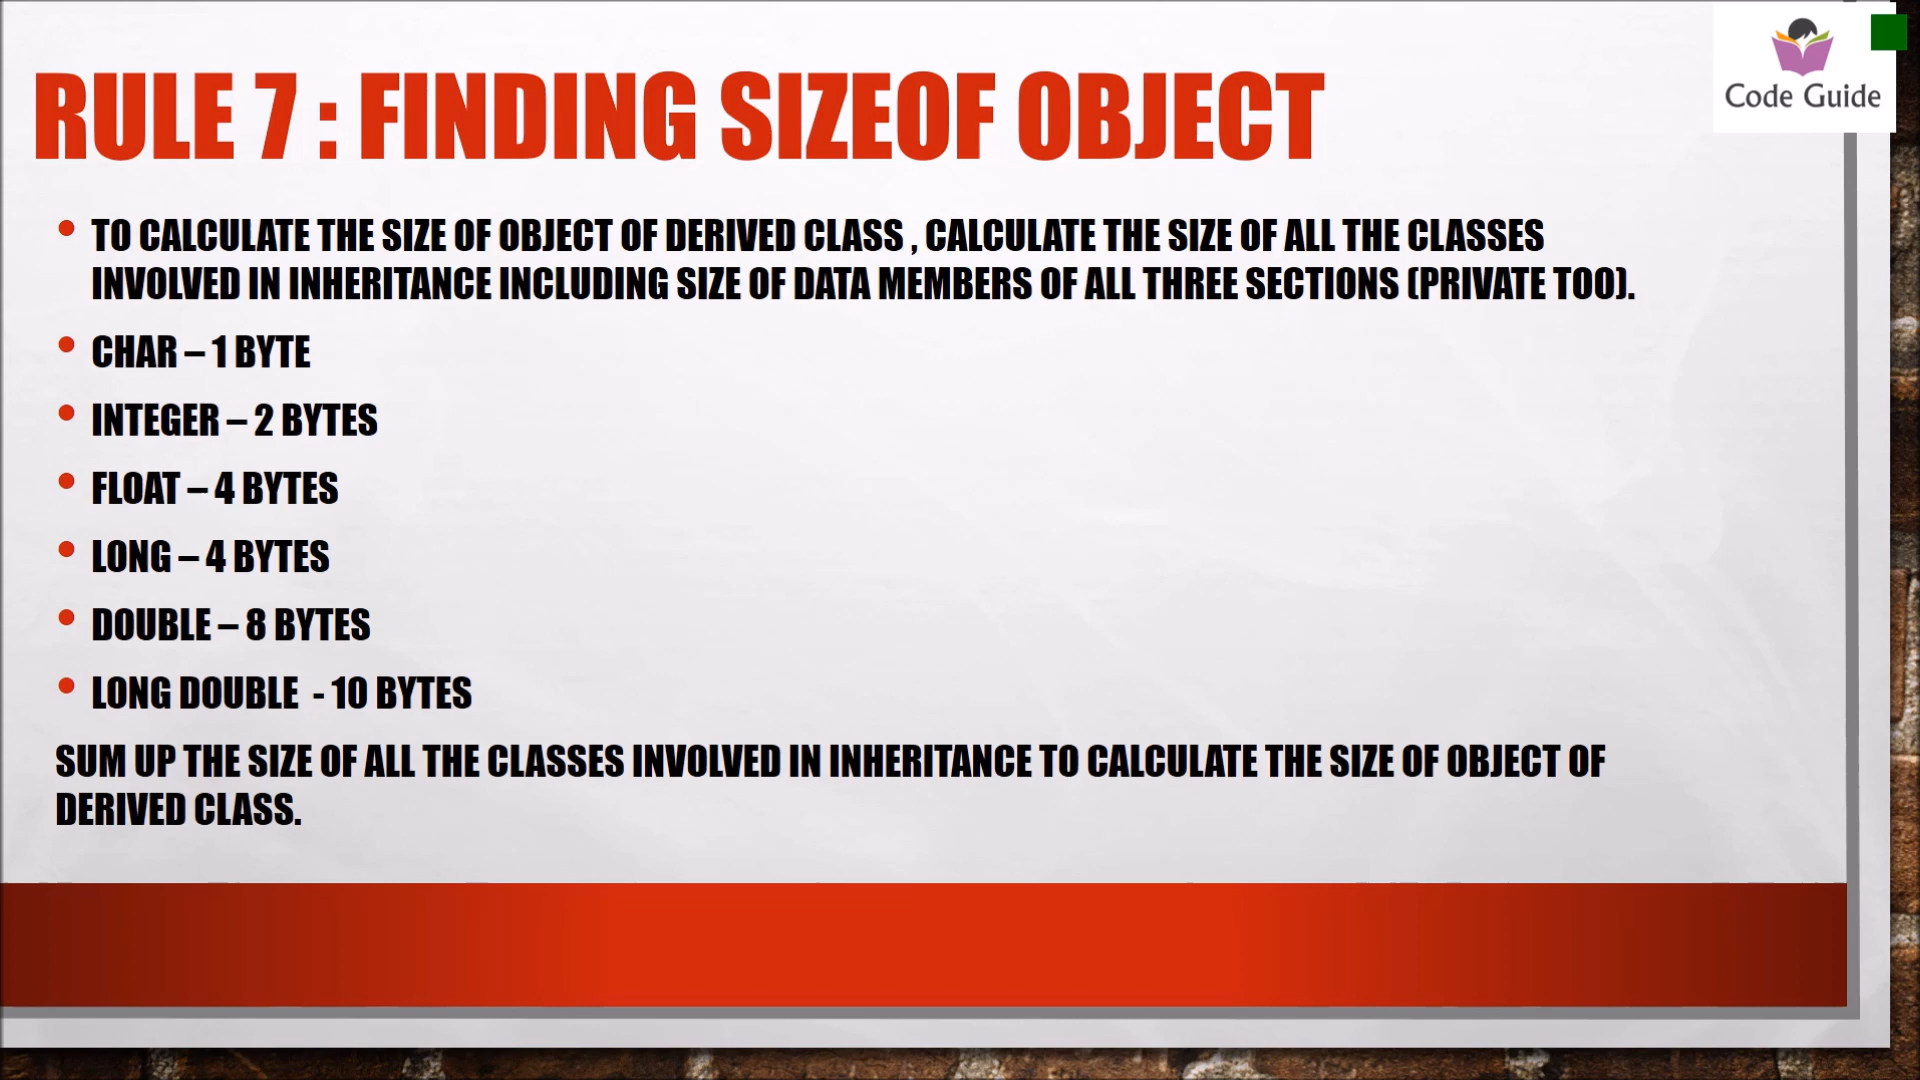 Code Guide
RULE 7 : FINDING SIZEOF OBJECT
• TO CALCULATE THE SIZE OF OBJECT OF DERIVED CLASS , CALCULATE THE SIZE OF ALL THE CLASSES
INVOLVED IN INHERITANCE INCLUDING SIZE OF DATA MEMBERS OF ALL THREE SECTIONS (PRIVATE TOO).
• CHAR – 1 BYTE
• INTEGER – 2 BYTES
• FLOAT – 4 BYTES
• LONG – 4 BYTES
• DOUBLE – 8 BYTES
• LONG DOUBLE - 10 BYTES
SUM UP THE SIZE OF ALL THE CLASSES INVOLVED IN INHERITANCE TO CALCULATE THE SIZE OF OBJECT OF
DERIVED CLASS.